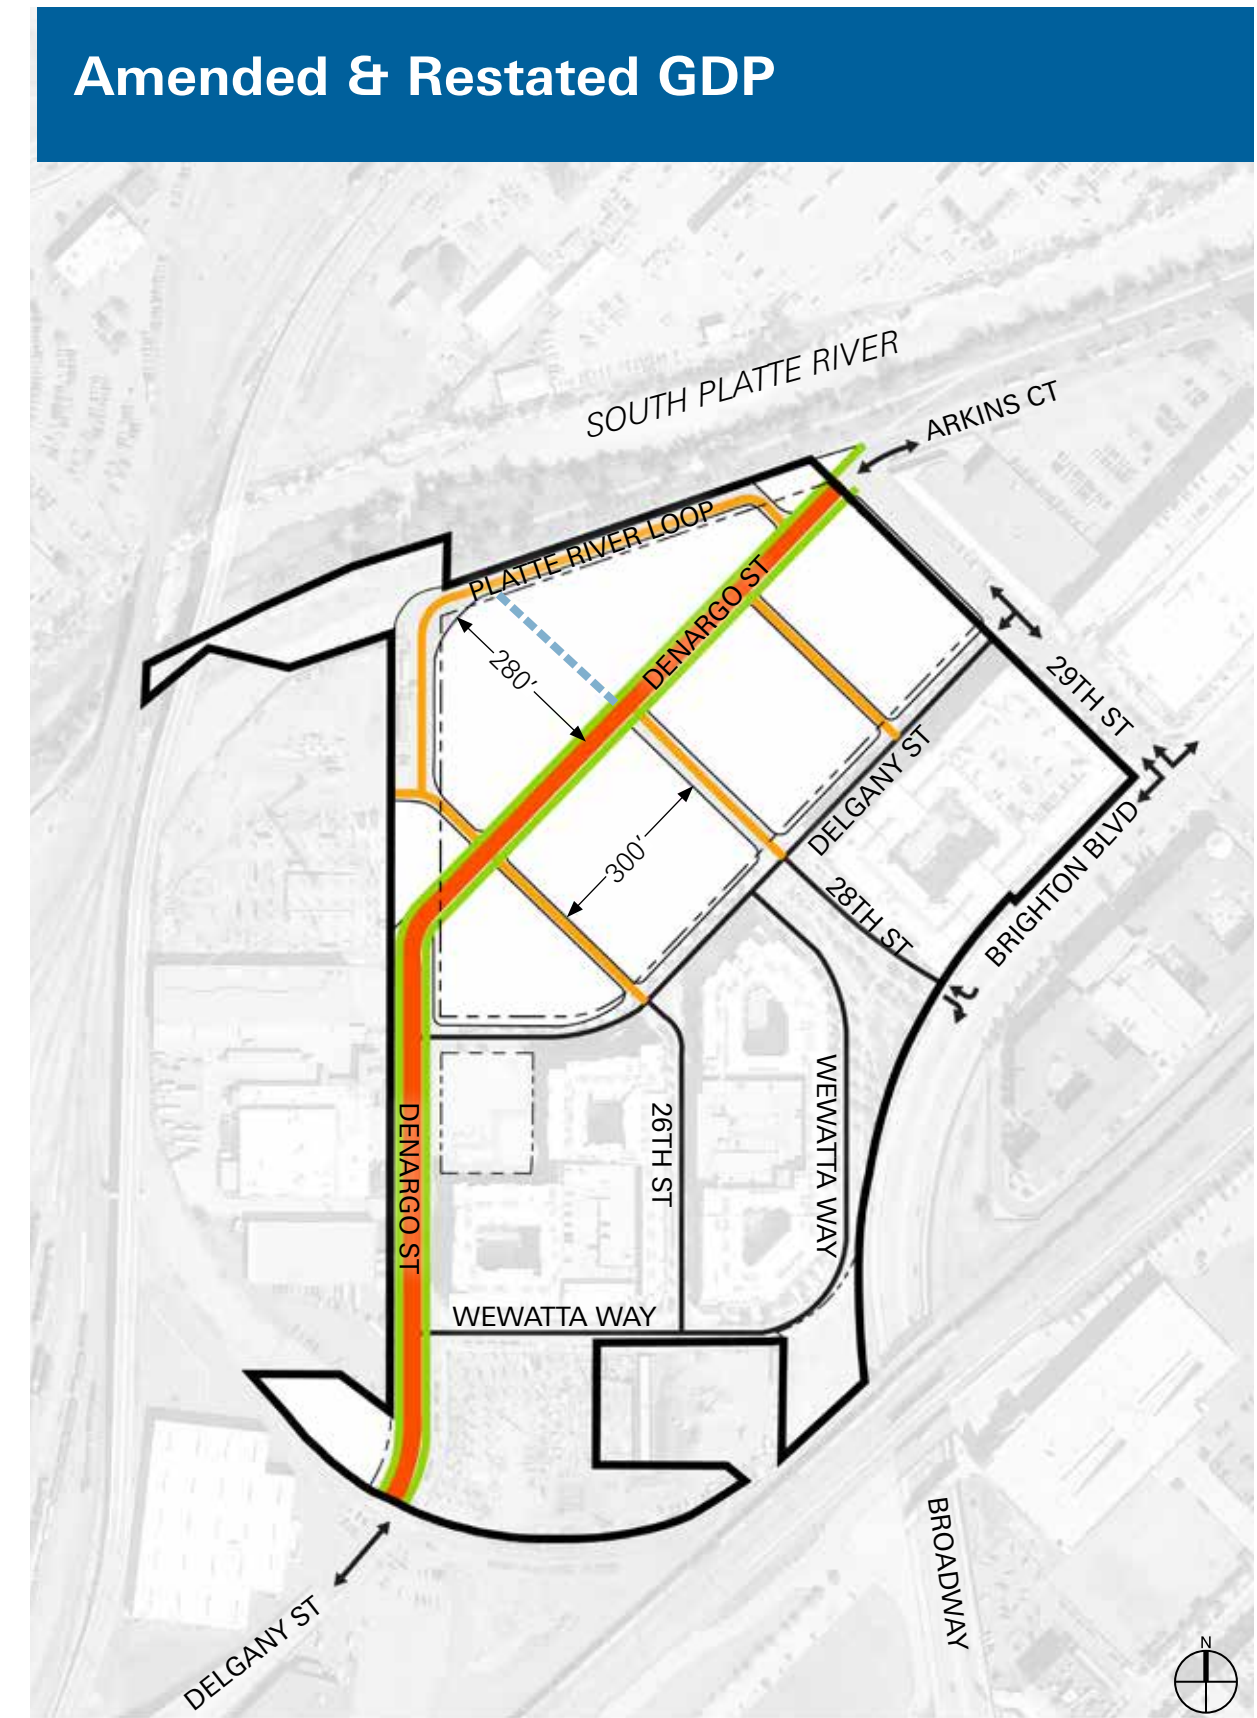 Amended & Restated GDP
SOUTH PLATTE RIVER
ARKINS CT
PLATTE RIVER LOOP
DENARGO ST
280′
29TH ST
DELGANY ST
300′
BRIGHTON BLVD
28TH ST
WEWATTA WAY
26TH ST
DENARGO ST
WEWATTA WAY
BROADWAY
DELGANY ST
N